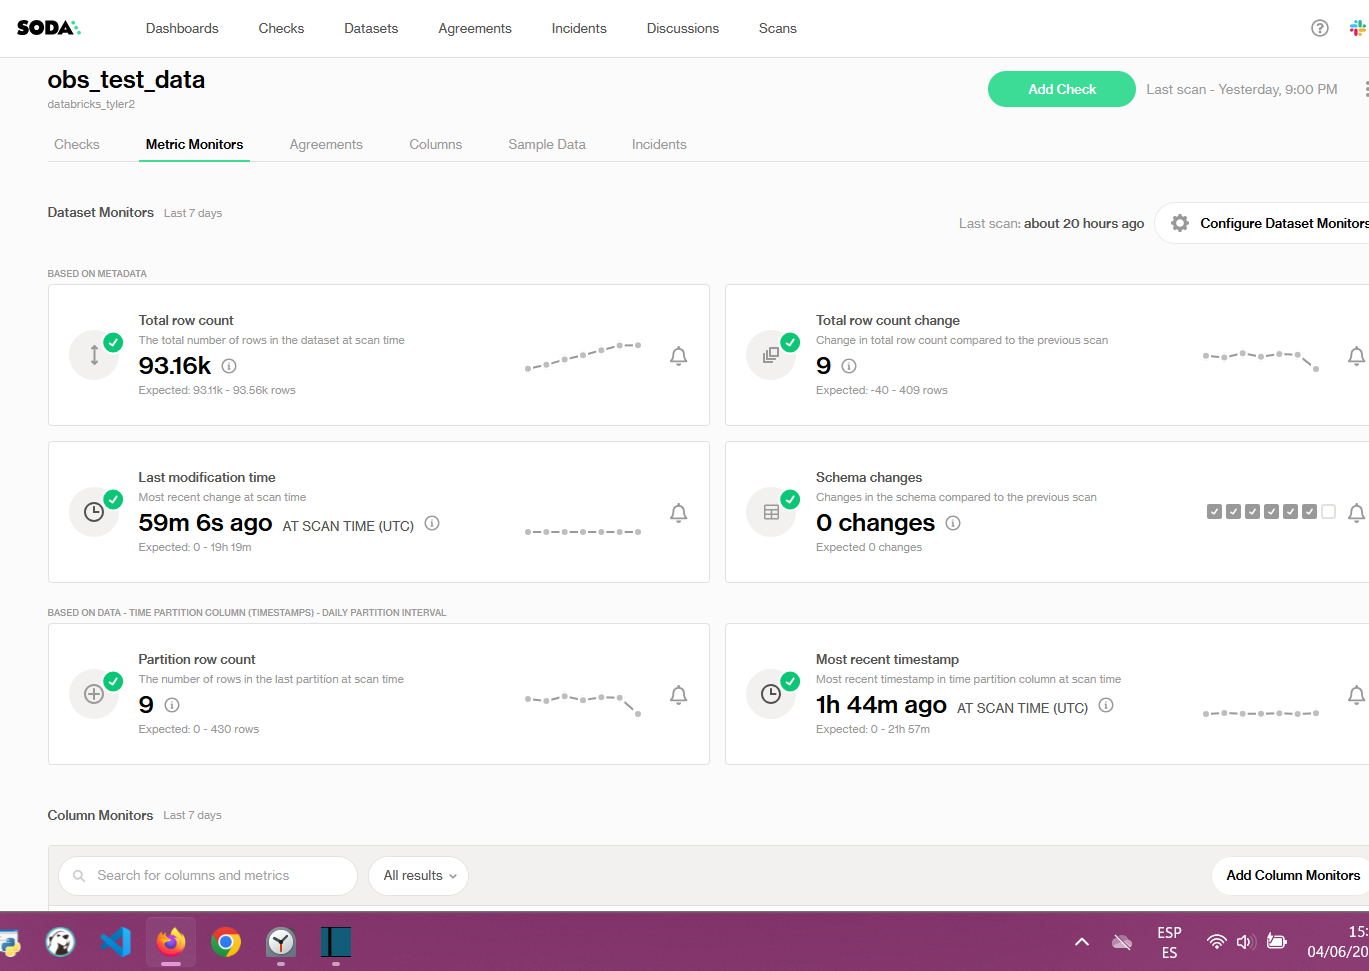 SODA
Dashboards Checks Datasets Agreements Incidents Discussions Scans
obs_test_data
databricks_tyler2
Add Check
Last scan - Yesterday, 9:00 PM
Checks Metric Monitors Agreements Columns Sample Data Incidents
Dataset Monitors Last 7 days
Last scan: about 20 hours ago
Configure Dataset Monitors
BASED ON METADATA
Total row count
The total number of rows in the dataset at scan time
93.16k
Expected: 93.11k - 93.56k rows
Total row count change
Change in total row count compared to the previous scan
9
Expected: -40 - 409 rows
Last modification time
Most recent change at scan time
59m 6s ago AT SCAN TIME (UTC)
Expected: 0 - 19h 19m
Schema changes
Changes in the schema compared to the previous scan
0 changes
Expected 0 changes
BASED ON DATA - TIME PARTITION COLUMN (TIMESTAMPS) - DAILY PARTITION INTERVAL
Partition row count
The number of rows in the last partition at scan time
9
Expected: 0 - 430 rows
Most recent timestamp
Most recent timestamp in time partition column at scan time
1h 44m ago AT SCAN TIME (UTC)
Expected: 0 - 21h 57m
Column Monitors Last 7 days
Search for columns and metrics
All results
Add Column Monitors
ESP
ES
15:
04/06/20